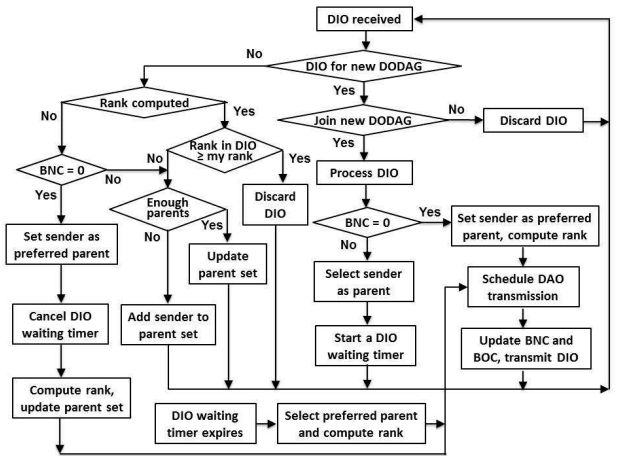 DIO received
No
DIO for new DODAG
Yes
Rank computed
No
Yes
Join new DODAG
No
Discard DIO
Yes
Rank in DIO
≥ my rank
No
Yes
BNC = 0
No
Yes
Process DIO
Enough
parents
No
Yes
Discard
DIO
BNC = 0
Yes
No
Set sender as preferred
parent, compute rank
Set sender as
preferred parent
Update
parent set
Select sender
as parent
Schedule DAO
transmission
Cancel DIO
waiting timer
Add sender to
parent set
Start a DIO
waiting timer
Update BNC and
BOC, transmit DIO
Compute rank,
update parent set
DIO waiting
timer expires
Select preferred parent
and compute rank